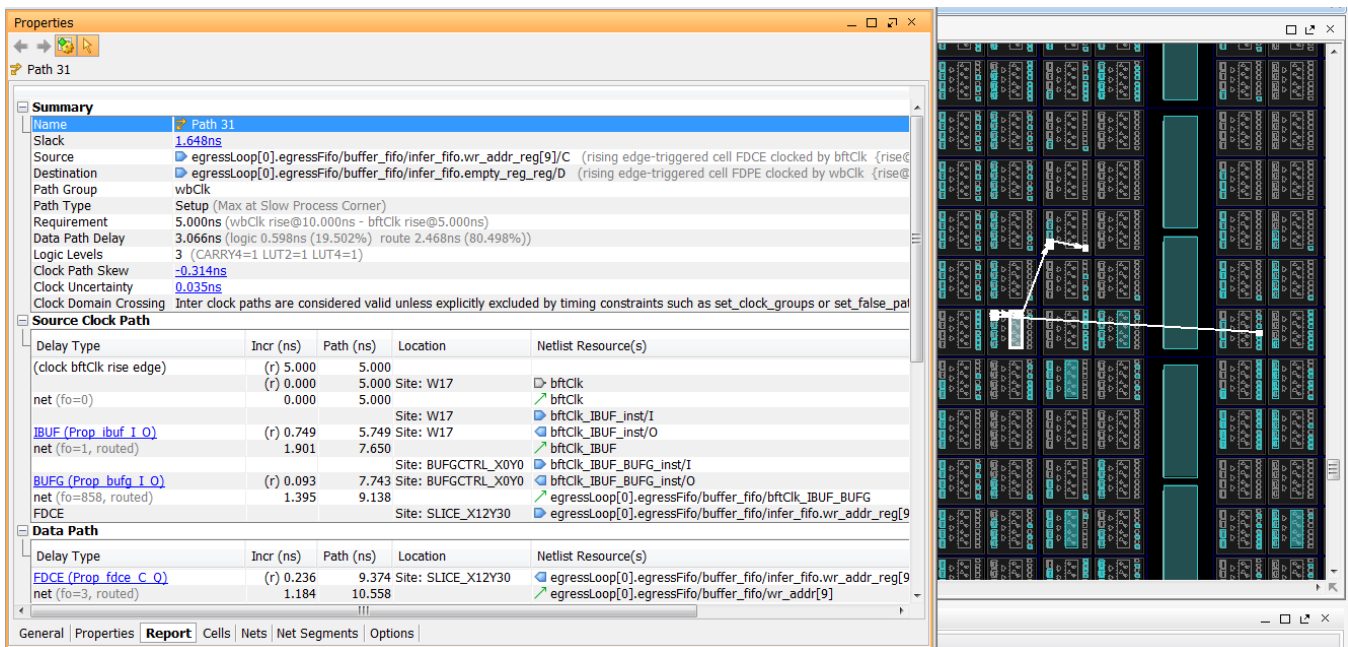 Properties
Path 31
Summary
Name Path 31
Slack 1.648ns
Source egressLoop[0].egressFifo/buffer_fifo/infer_fifo.wr_addr_reg[9]/C (rising edge-triggered cell FDCE clocked by bftClk {rise@
Destination egressLoop[0].egressFifo/buffer_fifo/infer_fifo.empty_reg_reg/D (rising edge-triggered cell FDPE clocked by wbClk {rise@
Path Group wbClk
Path Type Setup (Max at Slow Process Corner)
Requirement 5.000ns (wbClk rise@10.000ns - bftClk rise@5.000ns)
Data Path Delay 3.066ns (logic 0.598ns (19.502%) route 2.468ns (80.498%))
Logic Levels 3 (CARRY4=1 LUT2=1 LUT4=1)
Clock Path Skew -0.314ns
Clock Uncertainty 0.035ns
Clock Domain Crossing Inter clock paths are considered valid unless explicitly excluded by timing constraints such as set_clock_groups or set_false_pat
Source Clock Path
Delay Type Incr (ns) Path (ns) Location Netlist Resource(s)
(clock bftClk rise edge) (r) 5.000 5.000
(r) 0.000 5.000 Site: W17 bftClk
net (fo=0) 0.000 5.000 bftClk
Site: W17 bftClk_IBUF_inst/I
IBUF (Prop_ibuf_I_O) (r) 0.749 5.749 Site: W17 bftClk_IBUF_inst/O
net (fo=1, routed) 1.901 7.650 bftClk_IBUF
Site: BUFGCTRL_X0Y0 bftClk_IBUF_BUFG_inst/I
BUFG (Prop_bufg_I_O) (r) 0.093 7.743 Site: BUFGCTRL_X0Y0 bftClk_IBUF_BUFG_inst/O
net (fo=858, routed) 1.395 9.138 egressLoop[0].egressFifo/buffer_fifo/bftClk_IBUF_BUFG
FDCE Site: SLICE_X12Y30 egressLoop[0].egressFifo/buffer_fifo/infer_fifo.wr_addr_reg[9
Data Path
Delay Type Incr (ns) Path (ns) Location Netlist Resource(s)
FDCE (Prop_fdce_C_Q) (r) 0.236 9.374 Site: SLICE_X12Y30 egressLoop[0].egressFifo/buffer_fifo/infer_fifo.wr_addr_reg[9
net (fo=3, routed) 1.184 10.558 egressLoop[0].egressFifo/buffer_fifo/wr_addr[9]
General Properties Report Cells Nets Net Segments Options